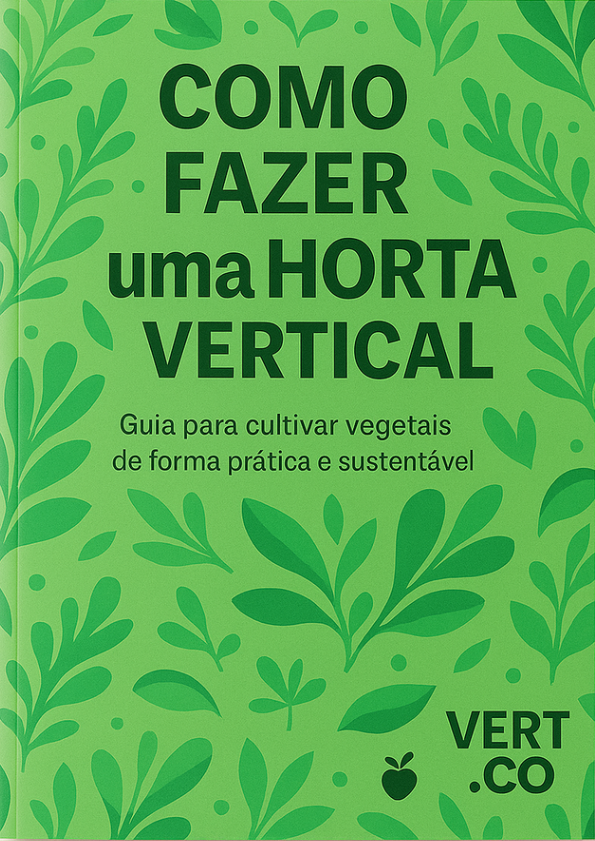 COMO
FAZER
uma HORTA
VERTICAL
Guia para cultivar vegetais
de forma prática e sustentável
VERT
.CO